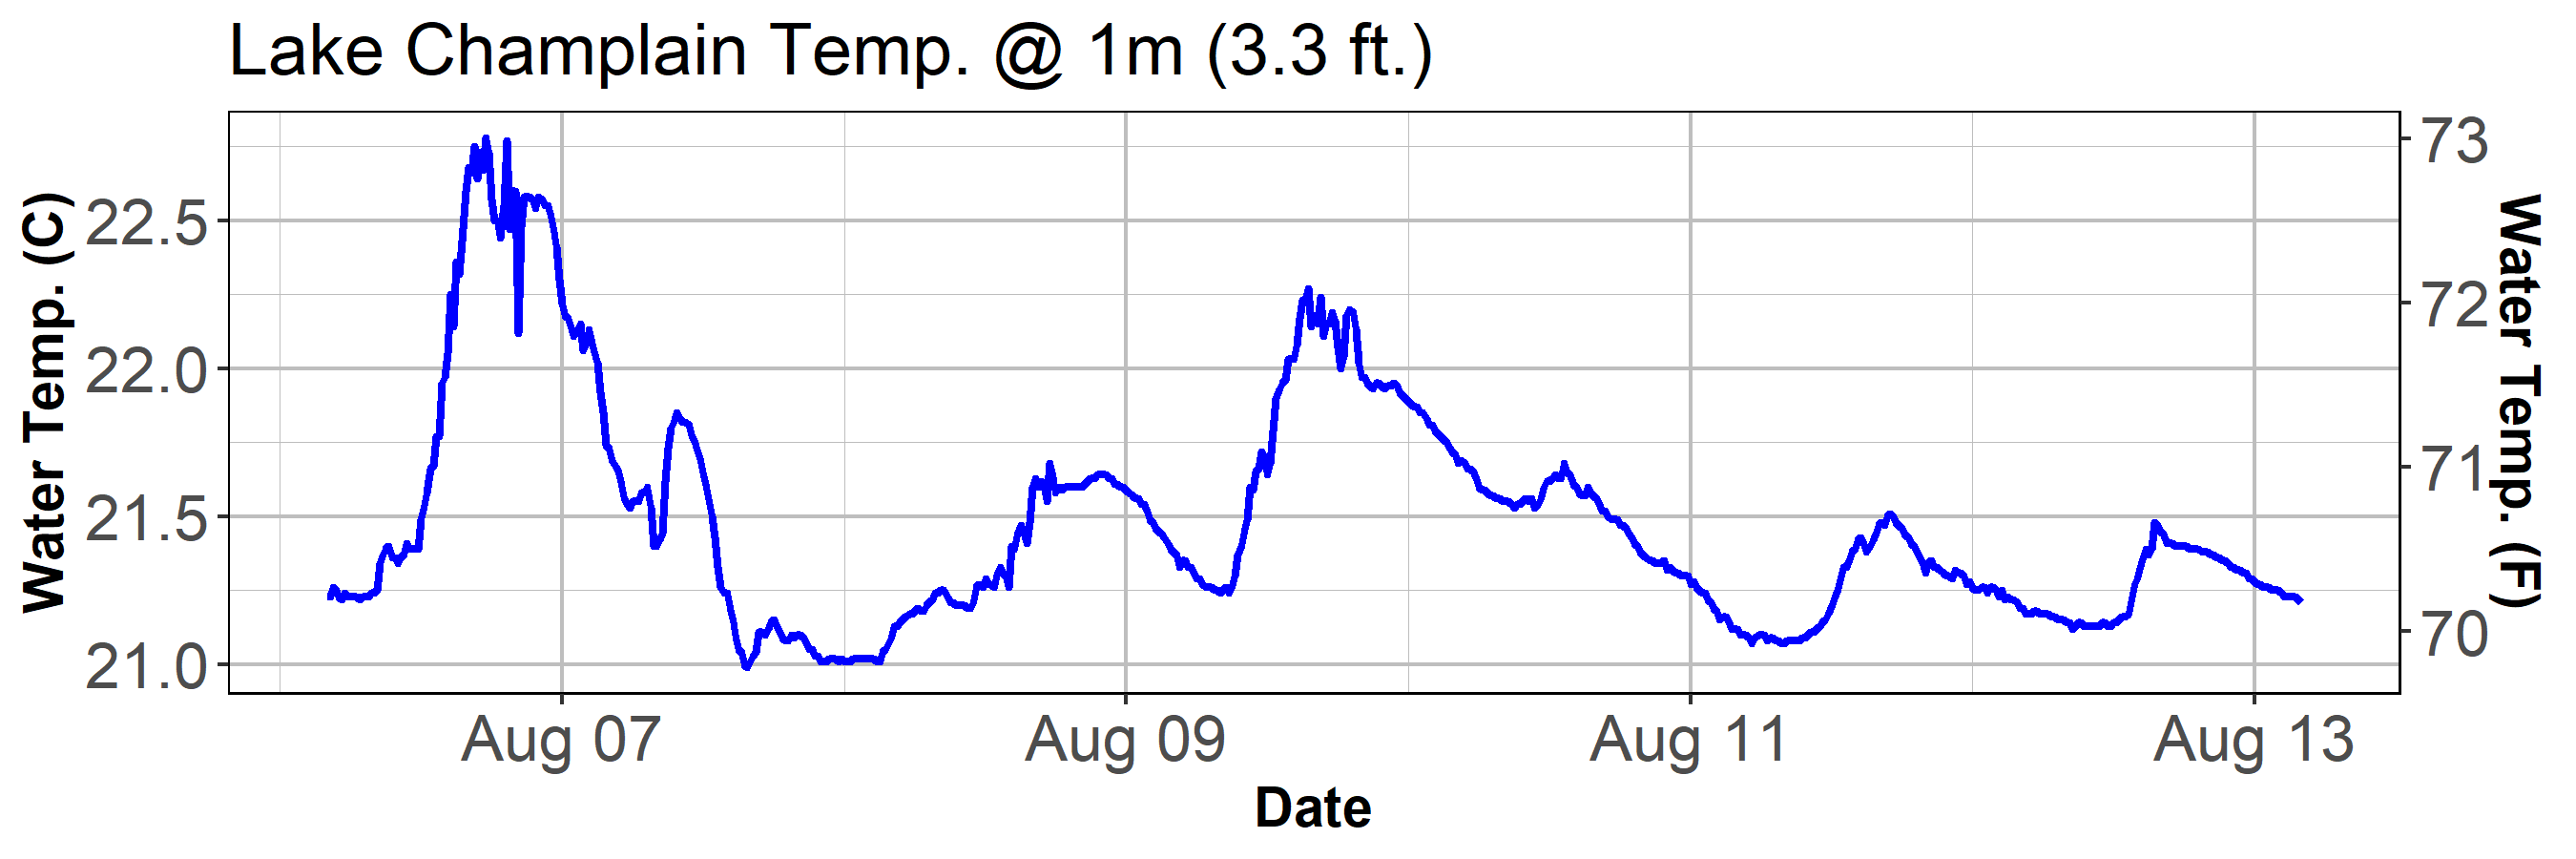 Lake Champlain Temp. @ 1m (3.3 ft.)
Water Temp. (C)
22.5
22.0
21.5
21.0
73
72
71
70
Water Temp. (F)
Aug 07
Aug 09
Aug 11
Aug 13
Date